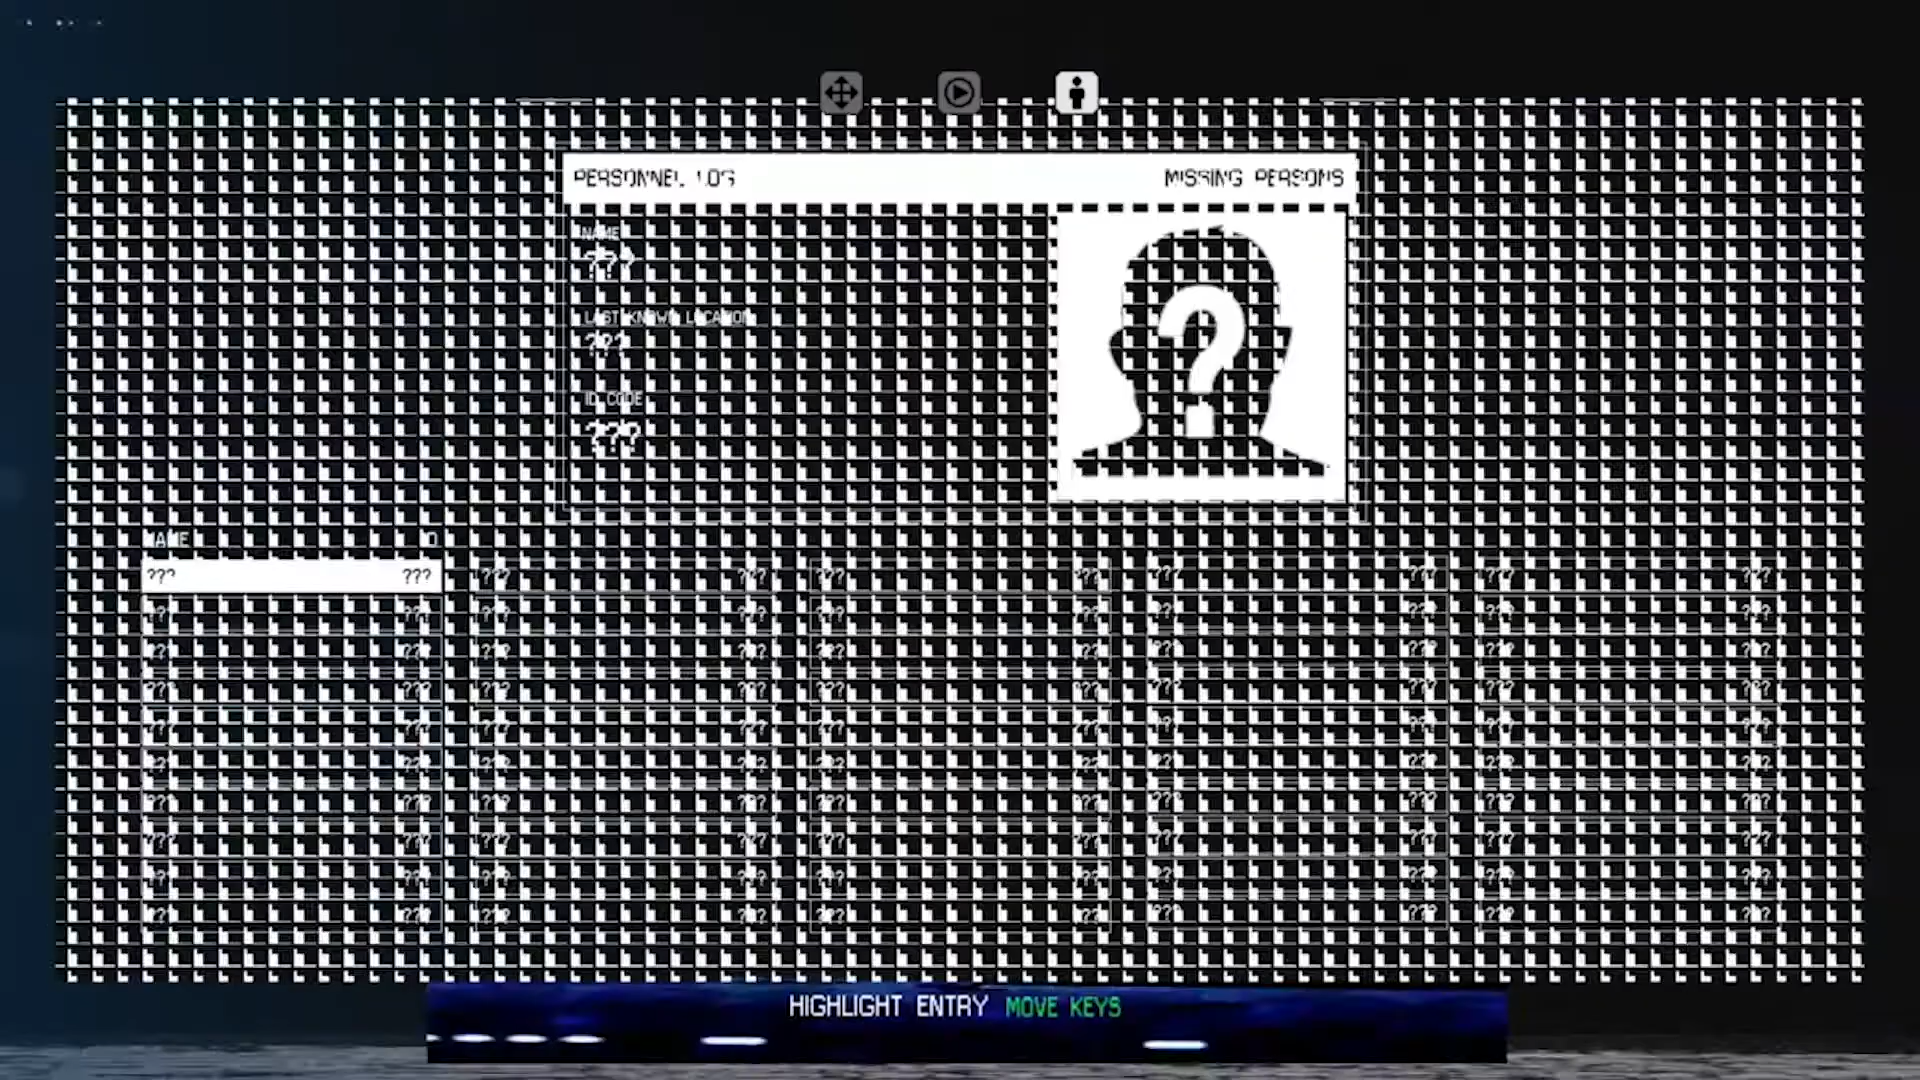 PERSONNEL LOG MISSING PERSONS
NAME
???
LAST KNOWN LOCATION
???
ID CODE
???
NAME ID
??? ??? ??? ??? ??? ??? ??? ??? ??? ???
??? ??? ??? ??? ??? ??? ??? ??? ??? ???
??? ??? ??? ??? ??? ??? ??? ??? ??? ???
??? ??? ??? ??? ??? ??? ??? ??? ??? ???
??? ??? ??? ??? ??? ??? ??? ??? ??? ???
??? ??? ??? ??? ??? ??? ??? ??? ??? ???
??? ??? ??? ??? ??? ??? ??? ??? ??? ???
??? ??? ??? ??? ??? ??? ??? ??? ??? ???
??? ??? ??? ??? ??? ??? ??? ??? ??? ???
??? ??? ??? ??? ??? ??? ??? ??? ??? ???
HIGHLIGHT ENTRY MOVE KEYS